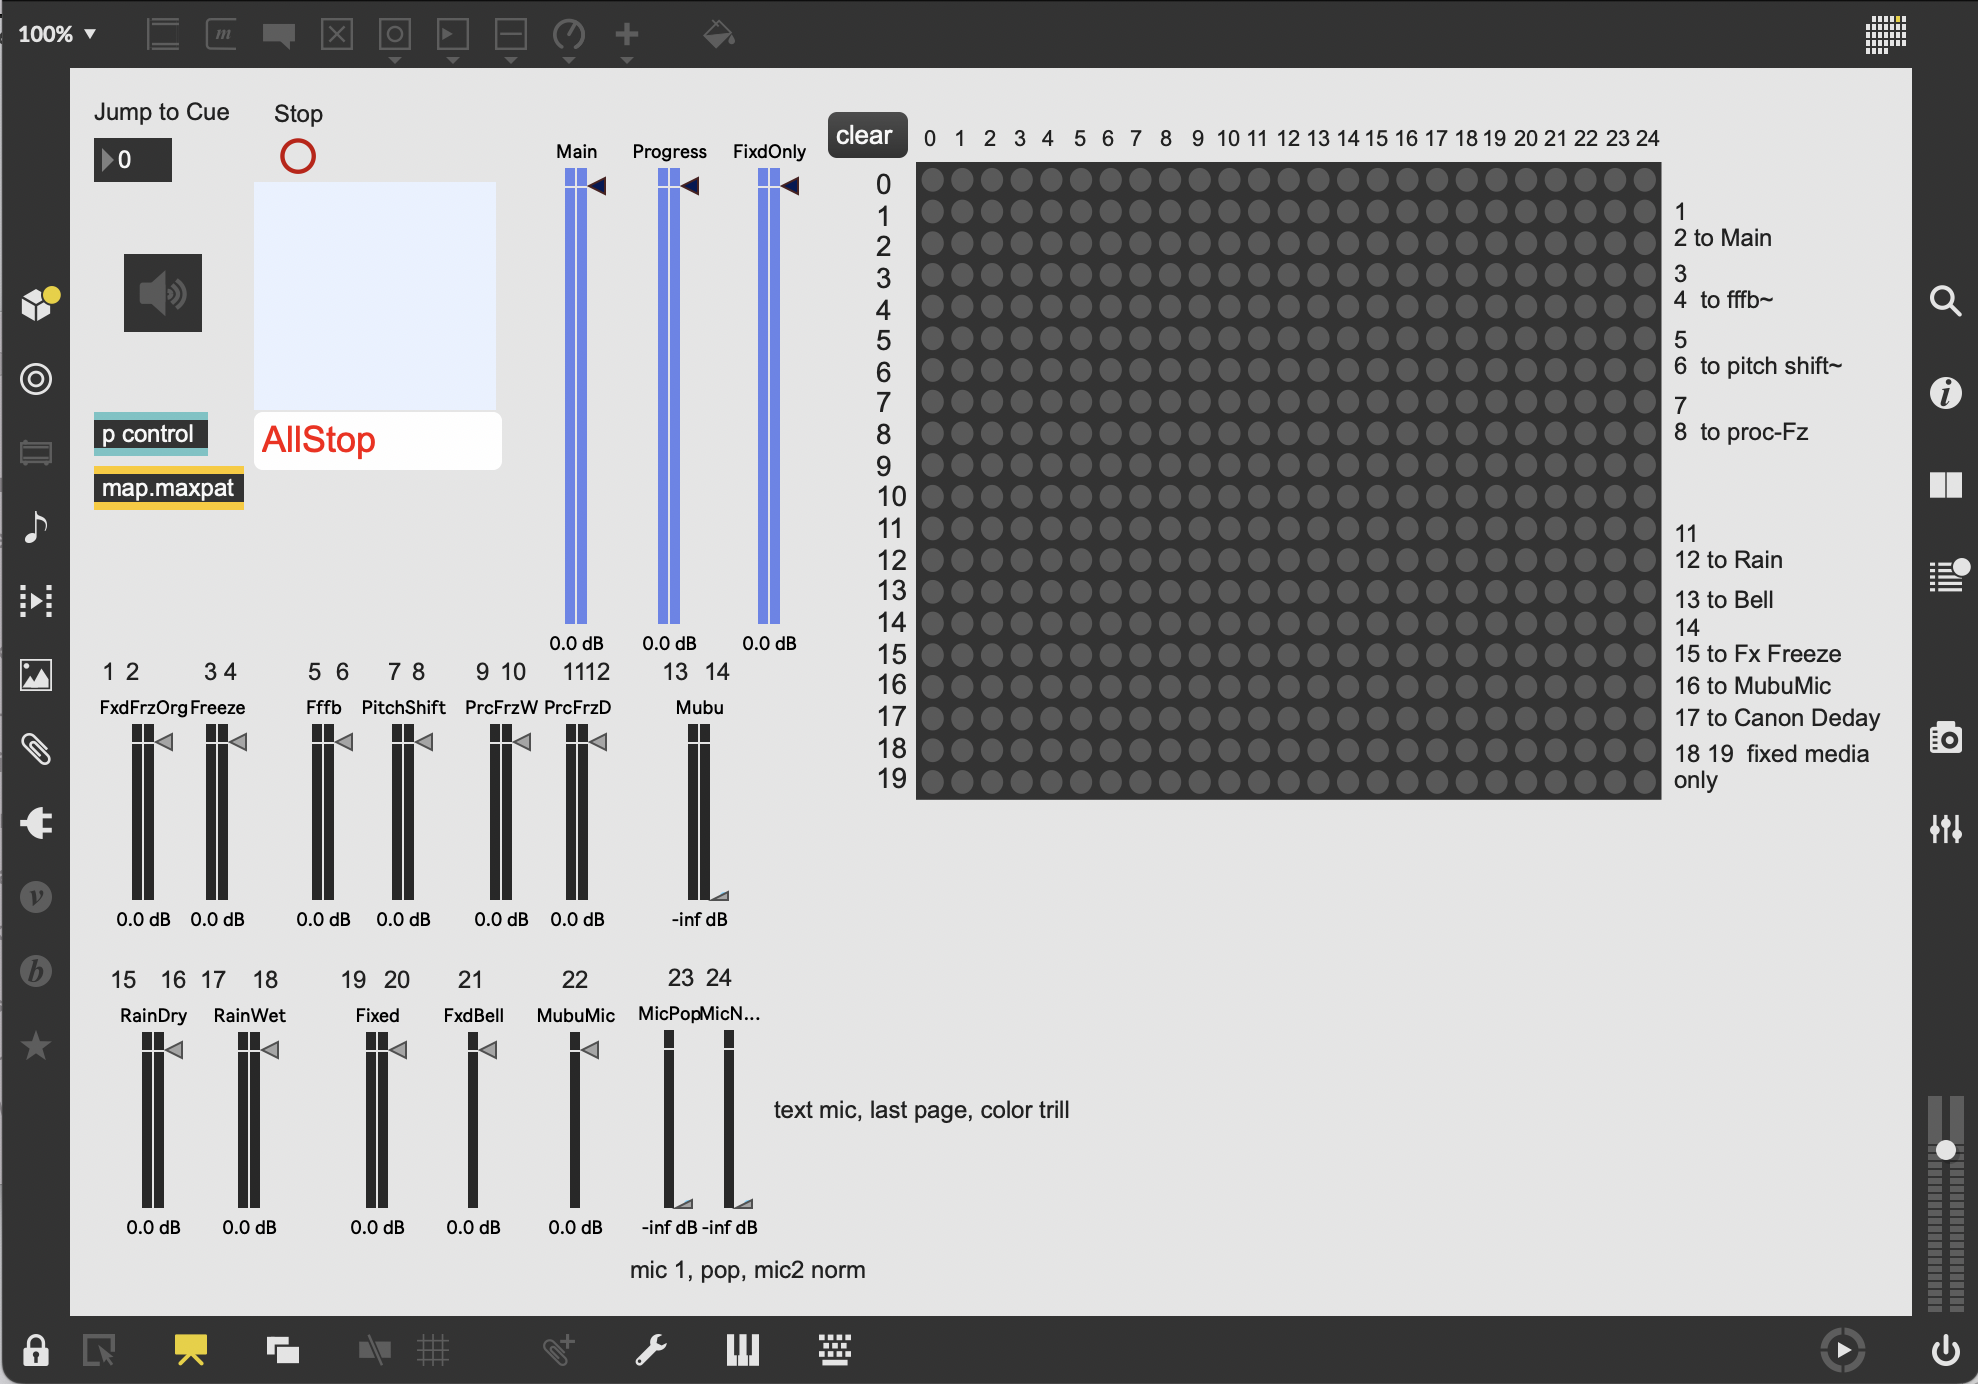 100%
Jump to Cue
Stop
0
p control
map.maxpat
AllStop
Main Progress FixdOnly
0.0 dB 0.0 dB 0.0 dB
clear
0 1 2 3 4 5 6 7 8 9 10 11 12 13 14 15 16 17 18 19 20 21 22 23 24
0
1
2
3
4
5
6
7
8
9
10
11
12
13
14
15
16
17
18
19
1
2 to Main
3
4 to fffb~
5
6 to pitch shift~
7
8 to proc-Fz
11
12 to Rain
13 to Bell
14
15 to Fx Freeze
16 to MubuMic
17 to Canon Deday
18 19 fixed media
only
1 2 3 4 5 6 7 8 9 10 1112 13 14
FxdFrzOrg Freeze Fffb PitchShift PrcFrzW PrcFrzD Mubu
0.0 dB 0.0 dB 0.0 dB 0.0 dB 0.0 dB 0.0 dB -inf dB
15 16 17 18 19 20 21 22 23 24
RainDry RainWet Fixed FxdBell MubuMic MicPop MicN...
0.0 dB 0.0 dB 0.0 dB 0.0 dB 0.0 dB -inf dB -inf dB
text mic, last page, color trill
mic 1, pop, mic2 norm